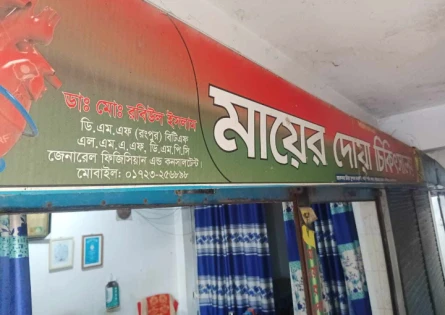 ডাঃ মোঃ রবিউল ইসলাম
ডি,এম,এফ (রংপুর) বিটিএফ
এল,এম,এ,এফ, ডি,এম,পি,সি
জেনারেল ফিজিসিয়ান এন্ড কনসালটেন্ট
মোবাইল: ০১৭২৩-২৫৬৮৯৮
মায়ের দোয়া চিকিৎসালয়